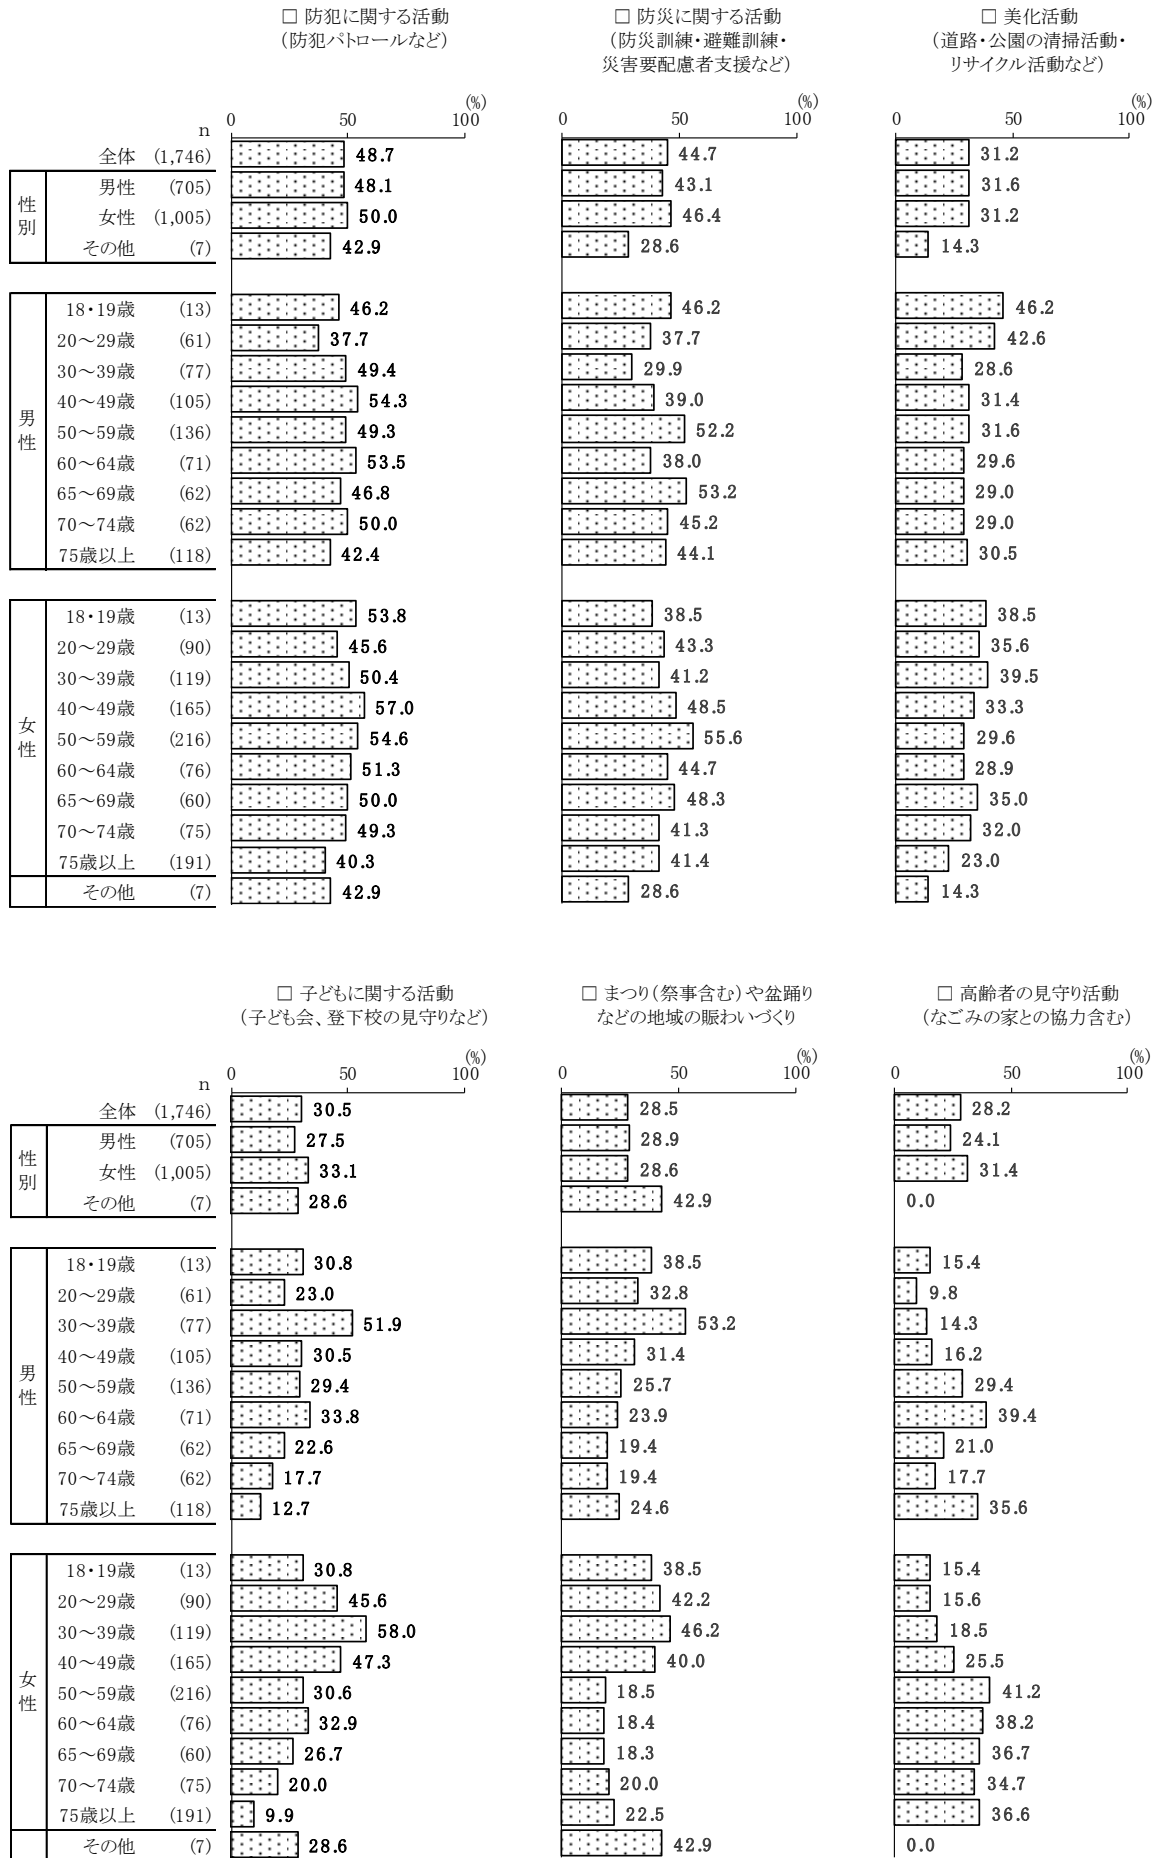 □ 防犯に関する活動
(防犯パトロールなど)
□ 防災に関する活動
(防災訓練・避難訓練・
災害要配慮者支援など)
□ 美化活動
(道路・公園の清掃活動・
リサイクル活動など)
(%) (%) (%)
n 0 50 100 0 50 100 0 50 100
全体 (1,746) 48.7 44.7 31.2
性別
男性 (705) 48.1 43.1 31.6
女性 (1,005) 50.0 46.4 31.2
その他 (7) 42.9 28.6 14.3
男性
18・19歳 (13) 46.2 46.2 46.2
20～29歳 (61) 37.7 37.7 42.6
30～39歳 (77) 49.4 29.9 28.6
40～49歳 (105) 54.3 39.0 31.4
50～59歳 (136) 49.3 52.2 31.6
60～64歳 (71) 53.5 38.0 29.6
65～69歳 (62) 46.8 53.2 29.0
70～74歳 (62) 50.0 45.2 29.0
75歳以上 (118) 42.4 44.1 30.5
女性
18・19歳 (13) 53.8 38.5 38.5
20～29歳 (90) 45.6 43.3 35.6
30～39歳 (119) 50.4 41.2 39.5
40～49歳 (165) 57.0 48.5 33.3
50～59歳 (216) 54.6 55.6 29.6
60～64歳 (76) 51.3 44.7 28.9
65～69歳 (60) 50.0 48.3 35.0
70～74歳 (75) 49.3 41.3 32.0
75歳以上 (191) 40.3 41.4 23.0
その他 (7) 42.9 28.6 14.3
□ 子どもに関する活動
(子ども会、登下校の見守りなど)
□ まつり(祭事含む)や盆踊り
などの地域の賑わいづくり
□ 高齢者の見守り活動
(なごみの家との協力含む)
(%) (%) (%)
n 0 50 100 0 50 100 0 50 100
全体 (1,746) 30.5 28.5 28.2
性別
男性 (705) 27.5 28.9 24.1
女性 (1,005) 33.1 28.6 31.4
その他 (7) 28.6 42.9 0.0
男性
18・19歳 (13) 30.8 38.5 15.4
20～29歳 (61) 23.0 32.8 9.8
30～39歳 (77) 51.9 53.2 14.3
40～49歳 (105) 30.5 31.4 16.2
50～59歳 (136) 29.4 25.7 29.4
60～64歳 (71) 33.8 23.9 39.4
65～69歳 (62) 22.6 19.4 21.0
70～74歳 (62) 17.7 19.4 17.7
75歳以上 (118) 12.7 24.6 35.6
女性
18・19歳 (13) 30.8 38.5 15.4
20～29歳 (90) 45.6 42.2 15.6
30～39歳 (119) 58.0 46.2 18.5
40～49歳 (165) 47.3 40.0 25.5
50～59歳 (216) 30.6 18.5 41.2
60～64歳 (76) 32.9 18.4 38.2
65～69歳 (60) 26.7 18.3 36.7
70～74歳 (75) 20.0 20.0 34.7
75歳以上 (191) 9.9 22.5 36.6
その他 (7) 28.6 42.9 0.0